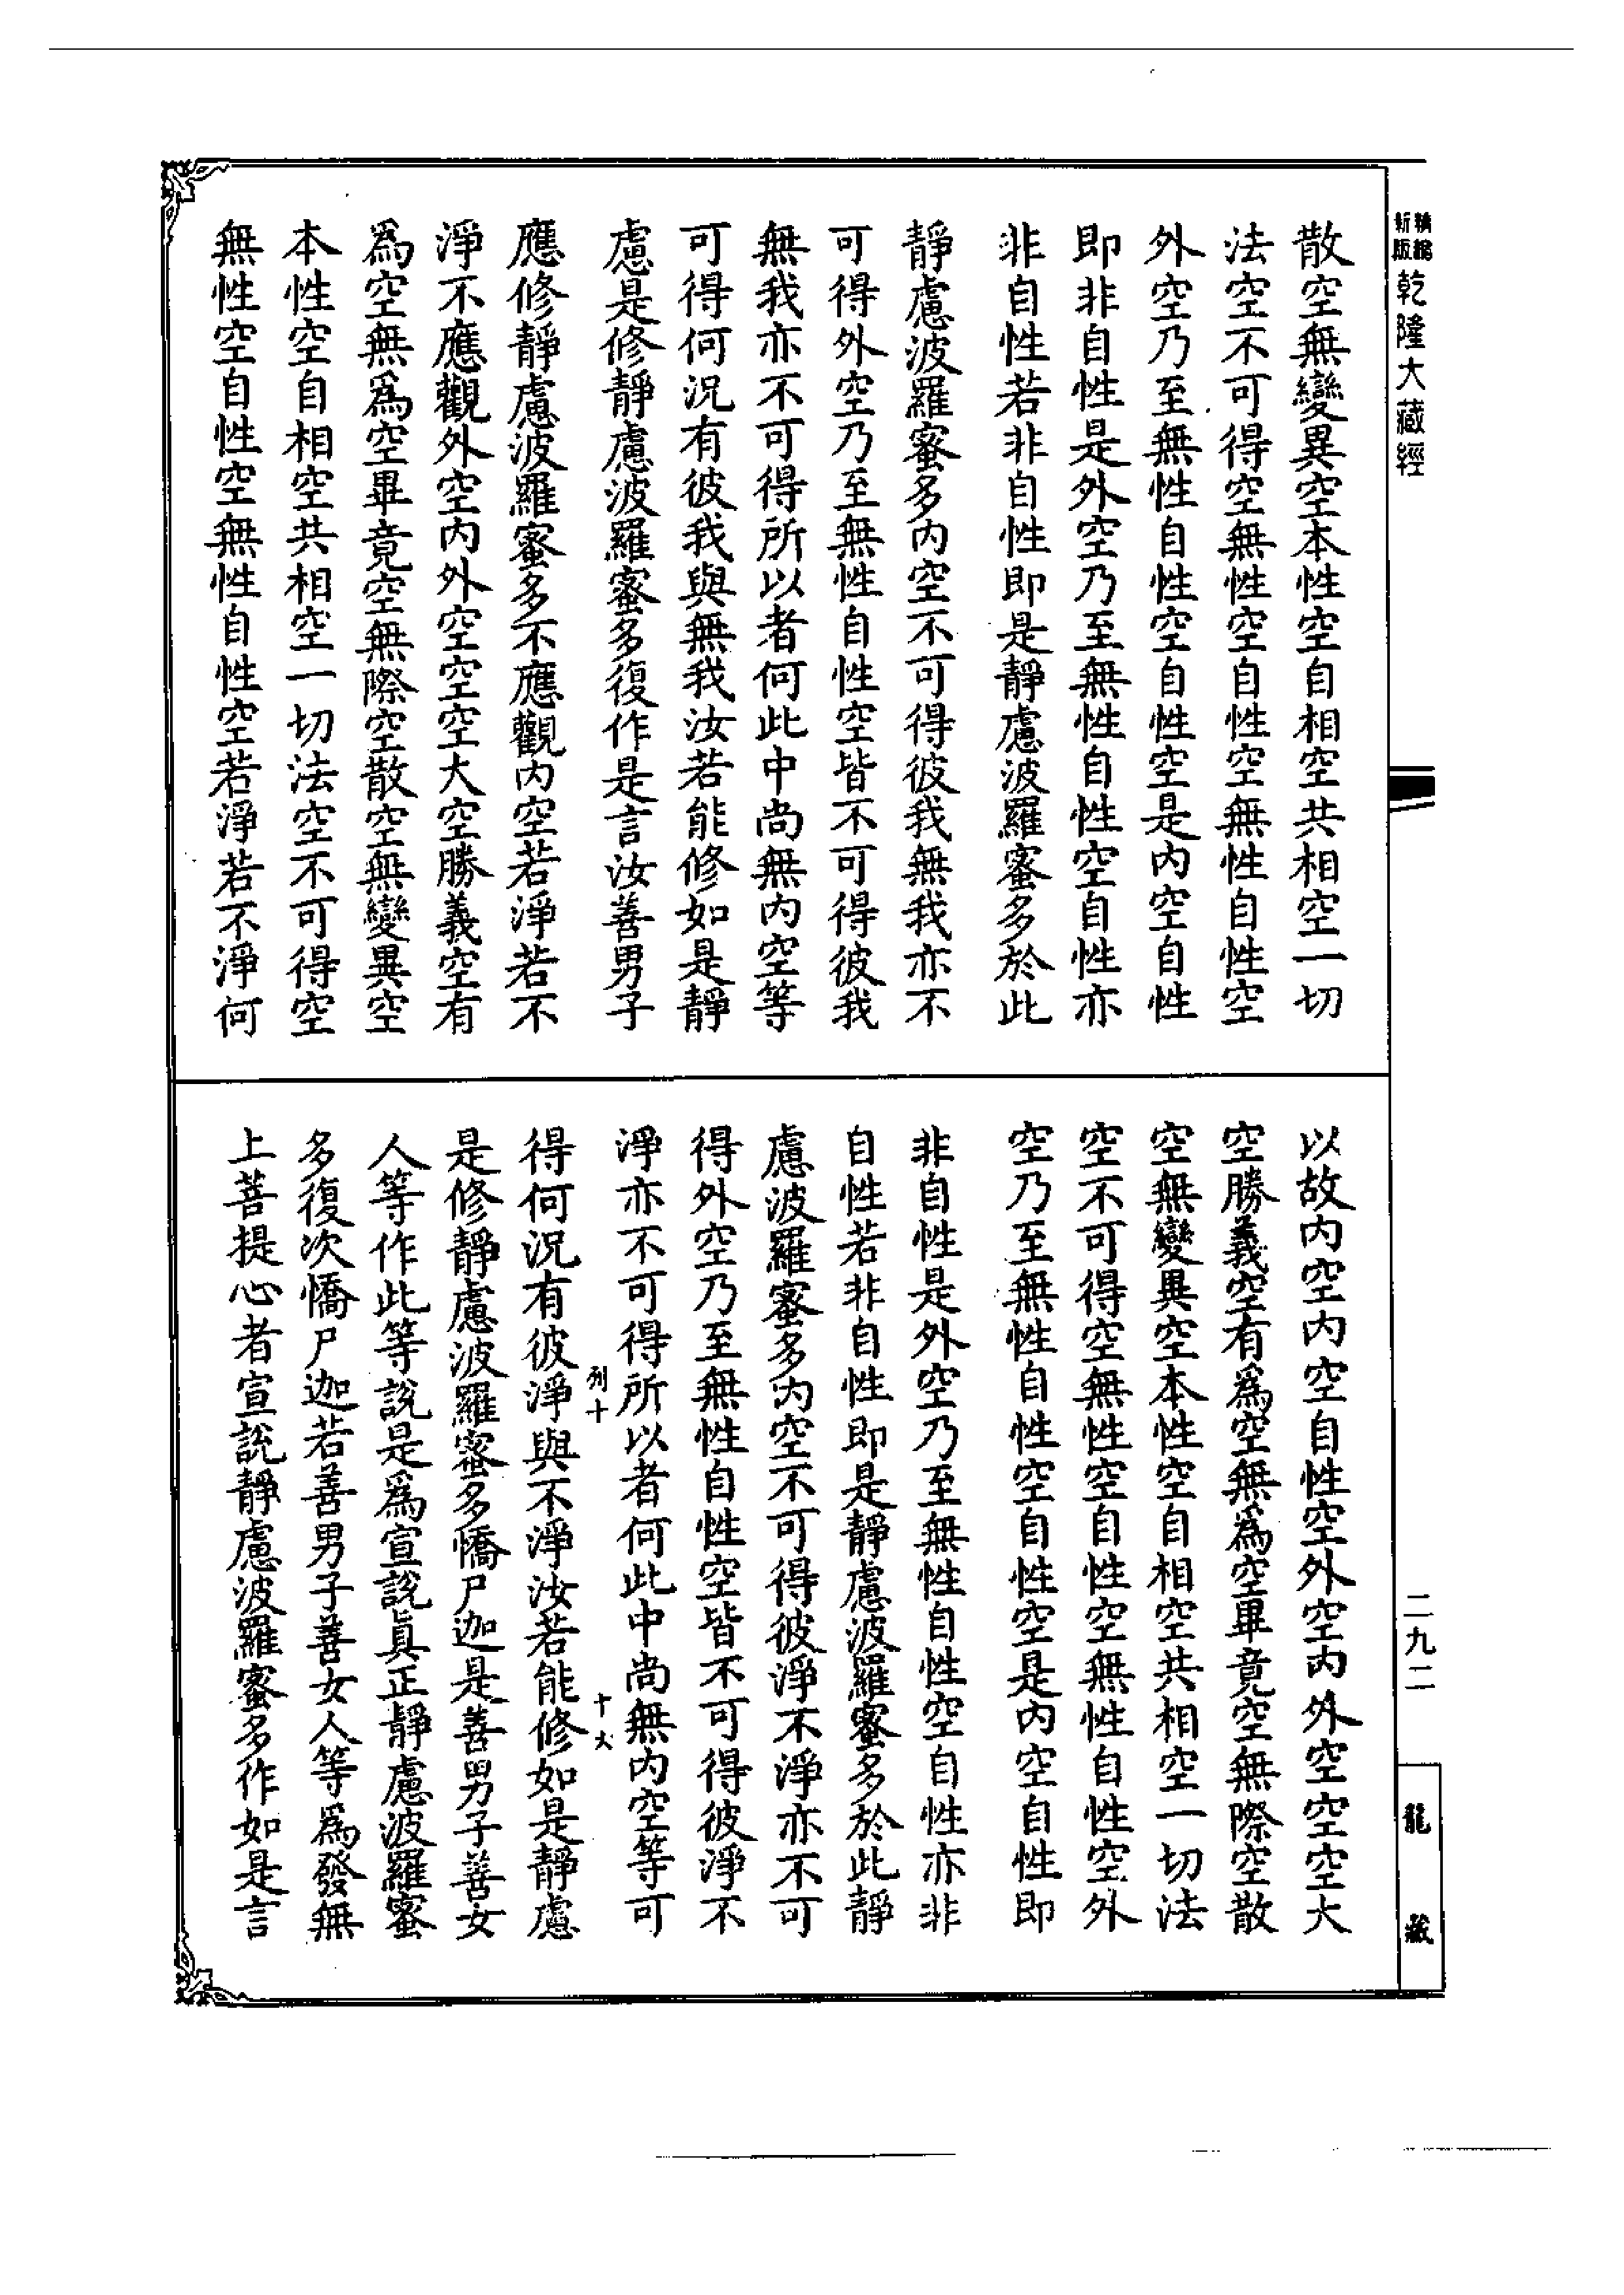 精編新版乾隆大藏經
二九二
龍藏
散空無變異空本性空自相空共相空一切
法空不可得空無性空自性空無性自性空
外空乃至無性自性空自性空是內空自性
即非自性是外空乃至無性自性空自性亦
非自性若非自性即是靜慮波羅蜜多於此
靜慮波羅蜜多內空不可得彼我無我亦不
可得外空乃至無性自性空皆不可得彼我
無我亦不可得所以者何此中尚無內空等
可得何況有彼我與無我汝若能修如是靜
慮是修靜慮波羅蜜多復作是言汝善男子
應修靜慮波羅蜜多不應觀內空若淨若不
淨不應觀外空內外空空空大空勝義空有
爲空無爲空畢竟空無際空散空無變異空
本性空自相空共相空一切法空不可得空
無性空自性空無性自性空若淨若不淨何
以故內空內空自性空外空內外空空空大
空勝義空有爲空無爲空畢竟空無際空散
空無變異空本性空自相空共相空一切法
空不可得空無性空自性空無性自性空外
空乃至無性自性空自性空是內空自性即
非自性是外空乃至無性自性空自性亦非
自性若非自性即是靜慮波羅蜜多於此靜
慮波羅蜜多內空不可得彼淨不淨亦不可
得外空乃至無性自性空皆不可得彼淨不
淨亦不可得所以者何此中尚無內空等可
列十 十六
得何況有彼淨與不淨汝若能修如是靜慮
是修靜慮波羅蜜多憍尸迦是善男子善女
人等作此等說是爲宣說眞正靜慮波羅蜜
多復次憍尸迦若善男子善女人等爲發無
上菩提心者宣說靜慮波羅蜜多作如是言